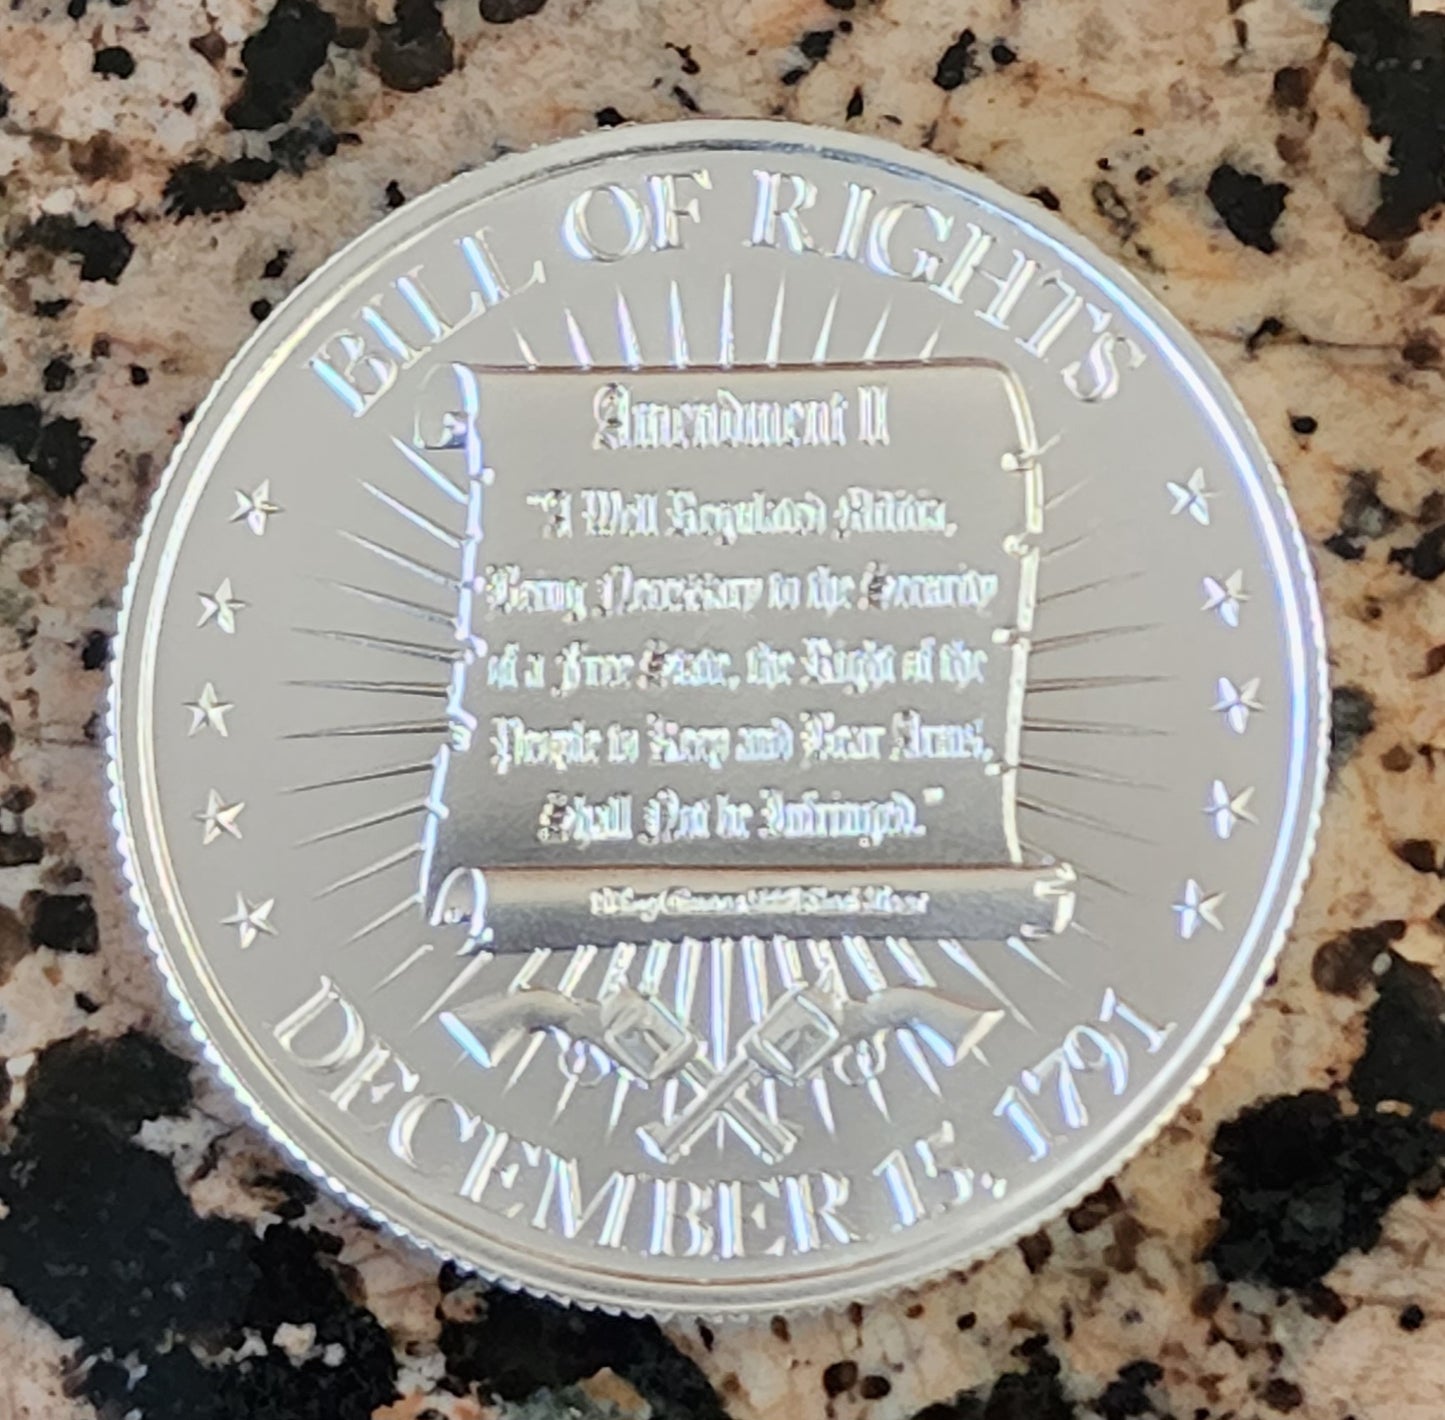 BILL OF RIGHTS
Amendment II
"A Well Regulated Militia,
Being Necessary to the Security
of a Free State, the Right of the
People to Keep and Bear Arms,
Shall Not be Infringed."
DECEMBER 15, 1791